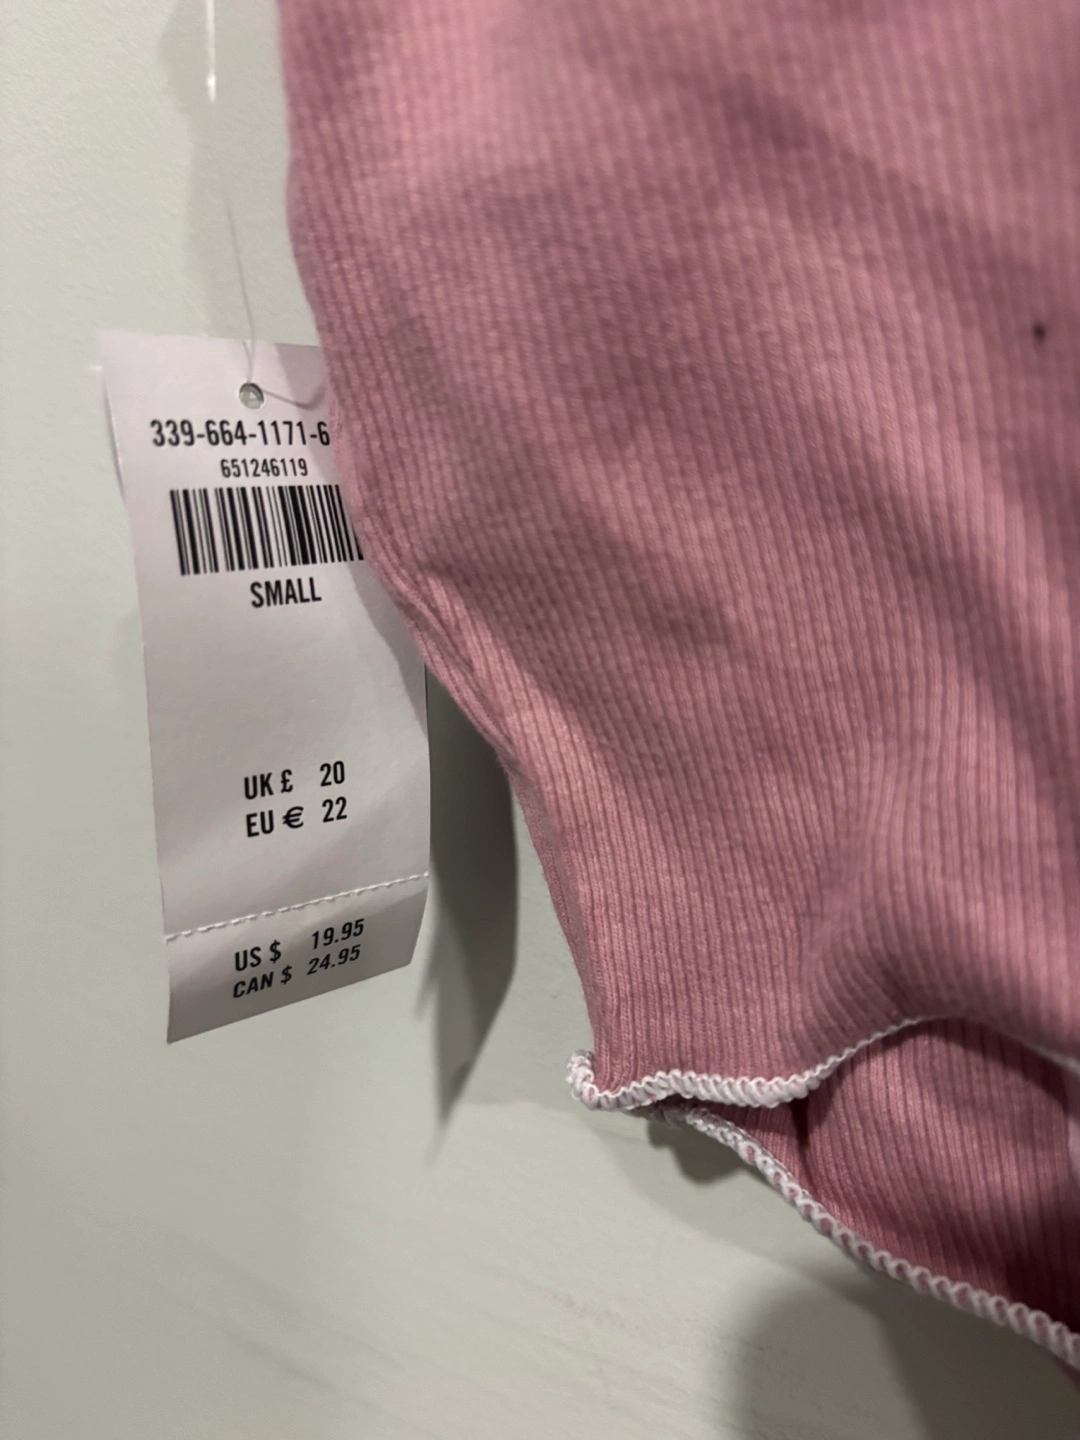 339-664-1171-6
651246119
SMALL
UK £ 20
EU € 22
US $ 19.95
CAN $ 24.95